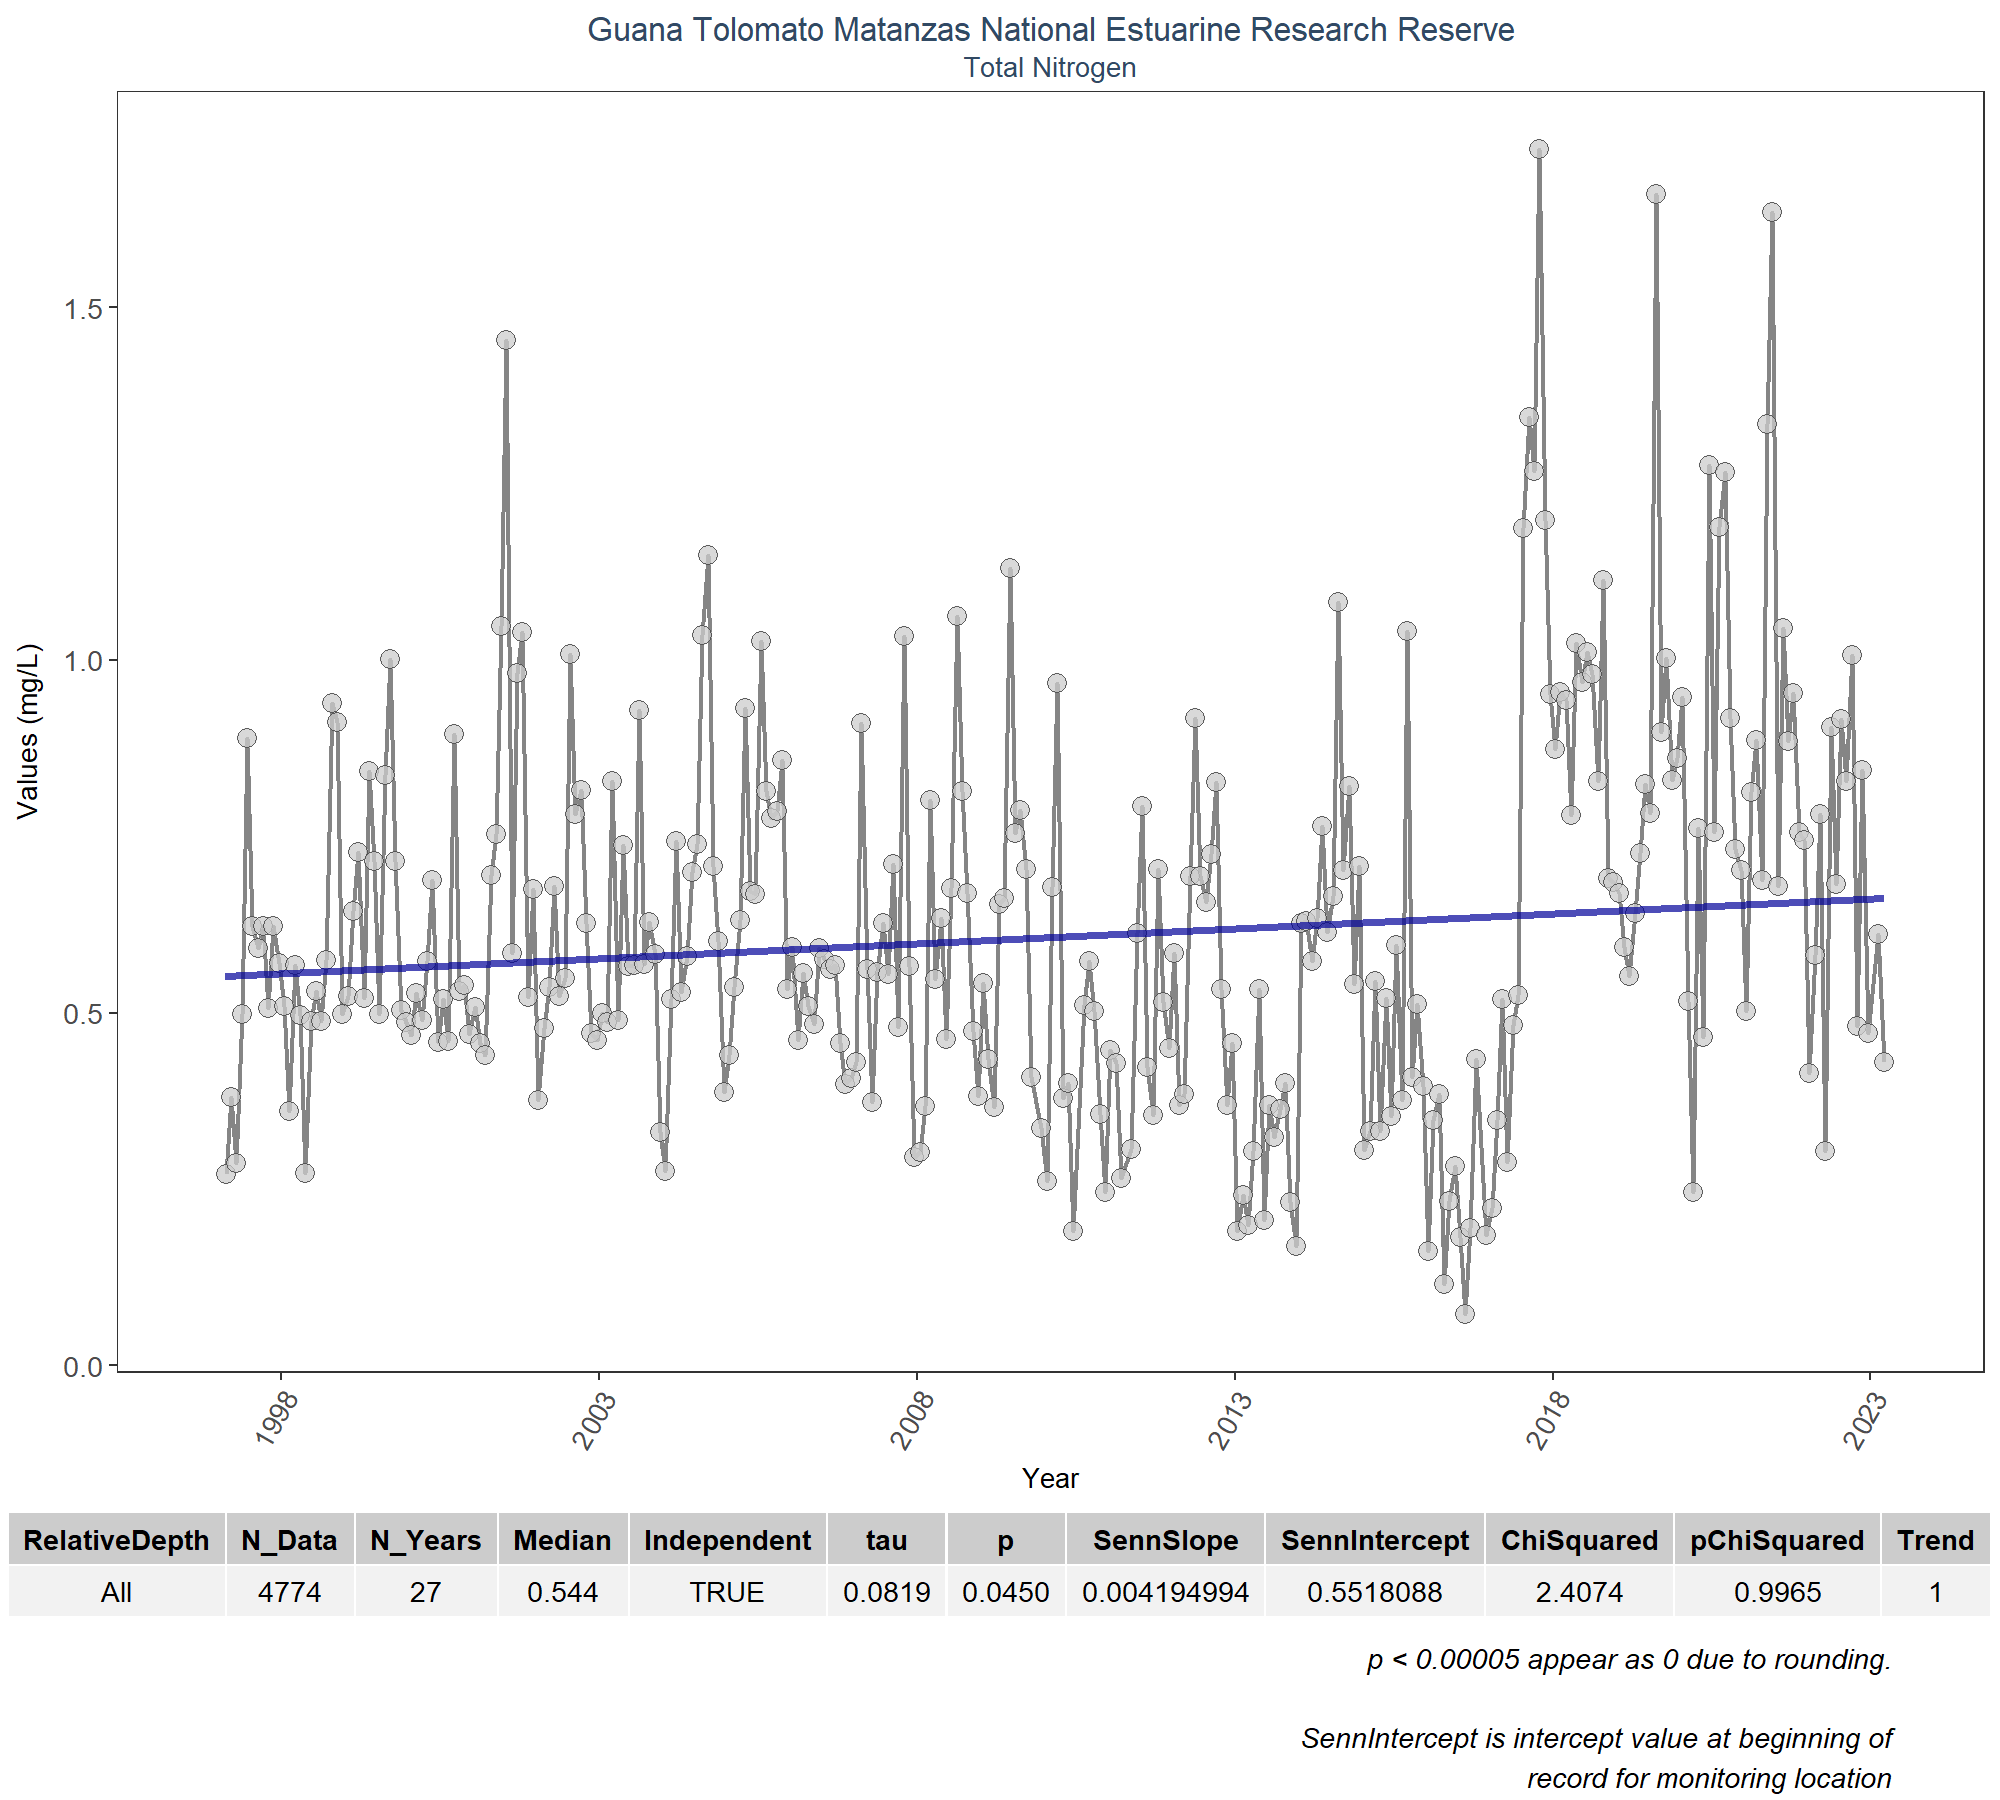 Guana Tolomato Matanzas National Estuarine Research Reserve
Total Nitrogen
Values (mg/L)
1.5
1.0
0.5
0.0
1998 2003 2008 2013 2018 2023
Year
RelativeDepth N_Data N_Years Median Independent tau p SennSlope SennIntercept ChiSquared pChiSquared Trend
All 4774 27 0.544 TRUE 0.0819 0.0450 0.004194994 0.5518088 2.4074 0.9965 1
p < 0.00005 appear as 0 due to rounding.
SennIntercept is intercept value at beginning of
record for monitoring location